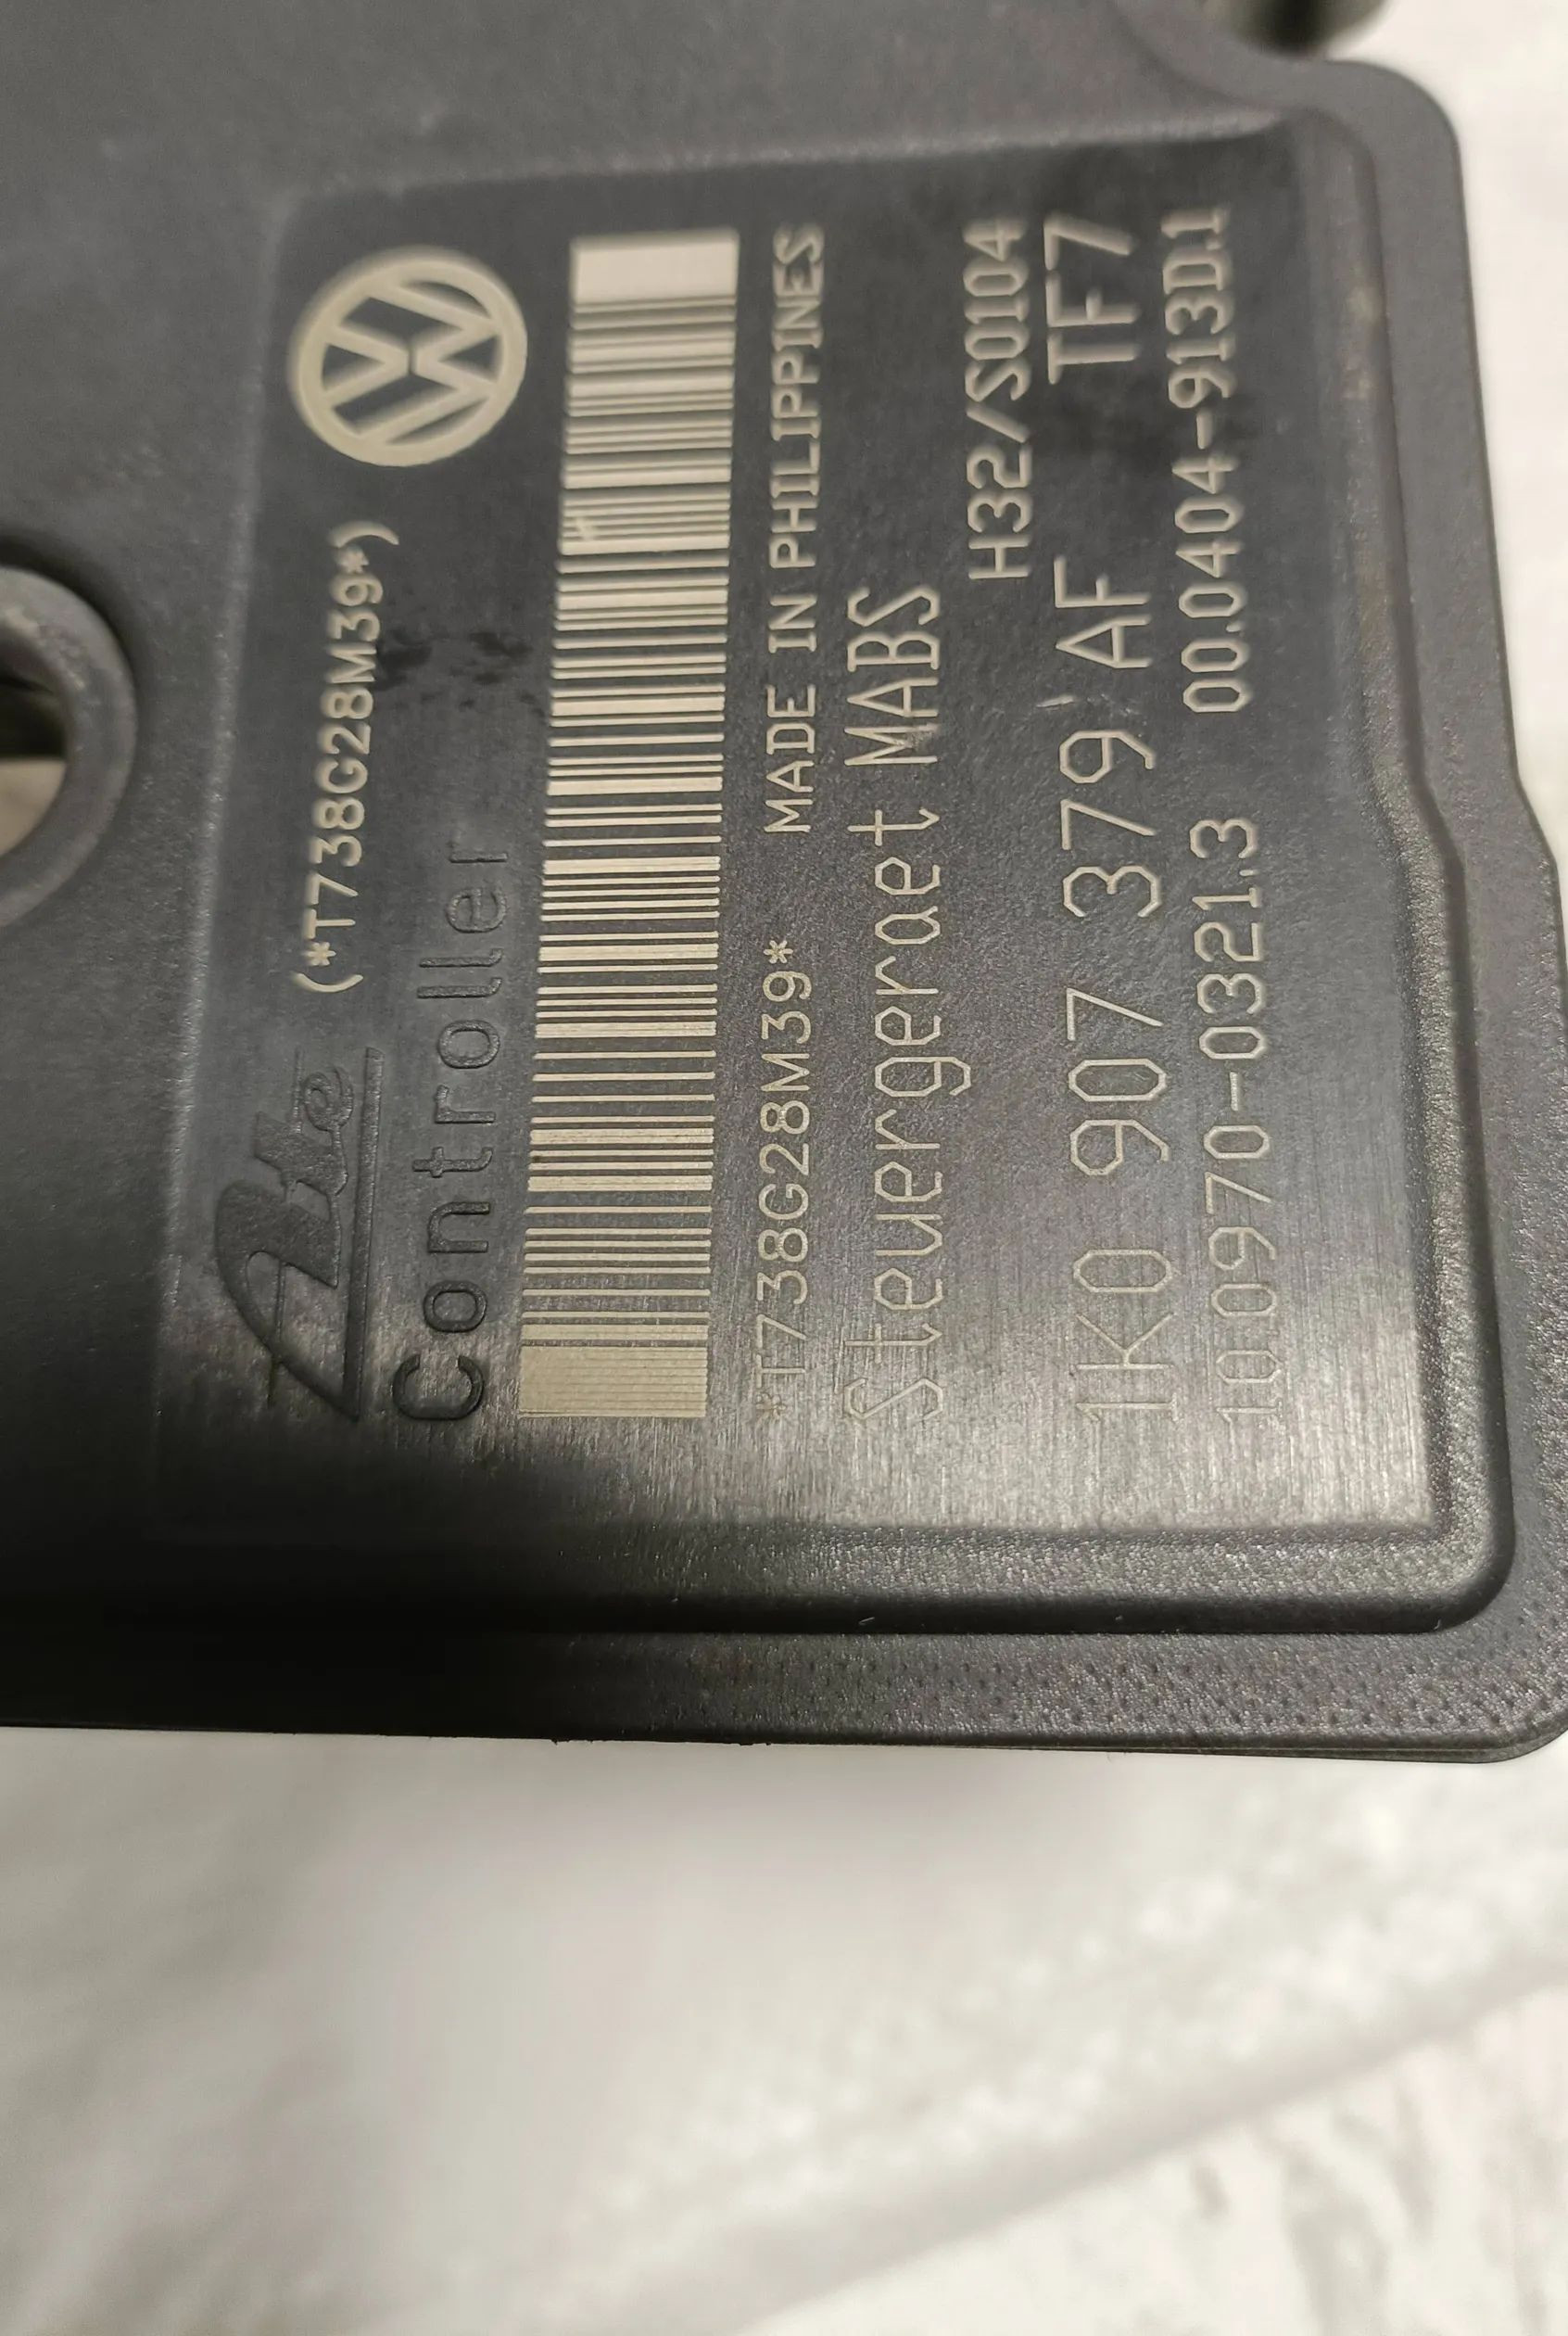 Ate (*T738G28M39*)
Controller
*T738G28M39* MADE IN PHILIPPINES
Steuergeraet MABS
H32/S0104
1K0 907 379 AF TF7
10.0970-0321.3 00.0404-913D.1